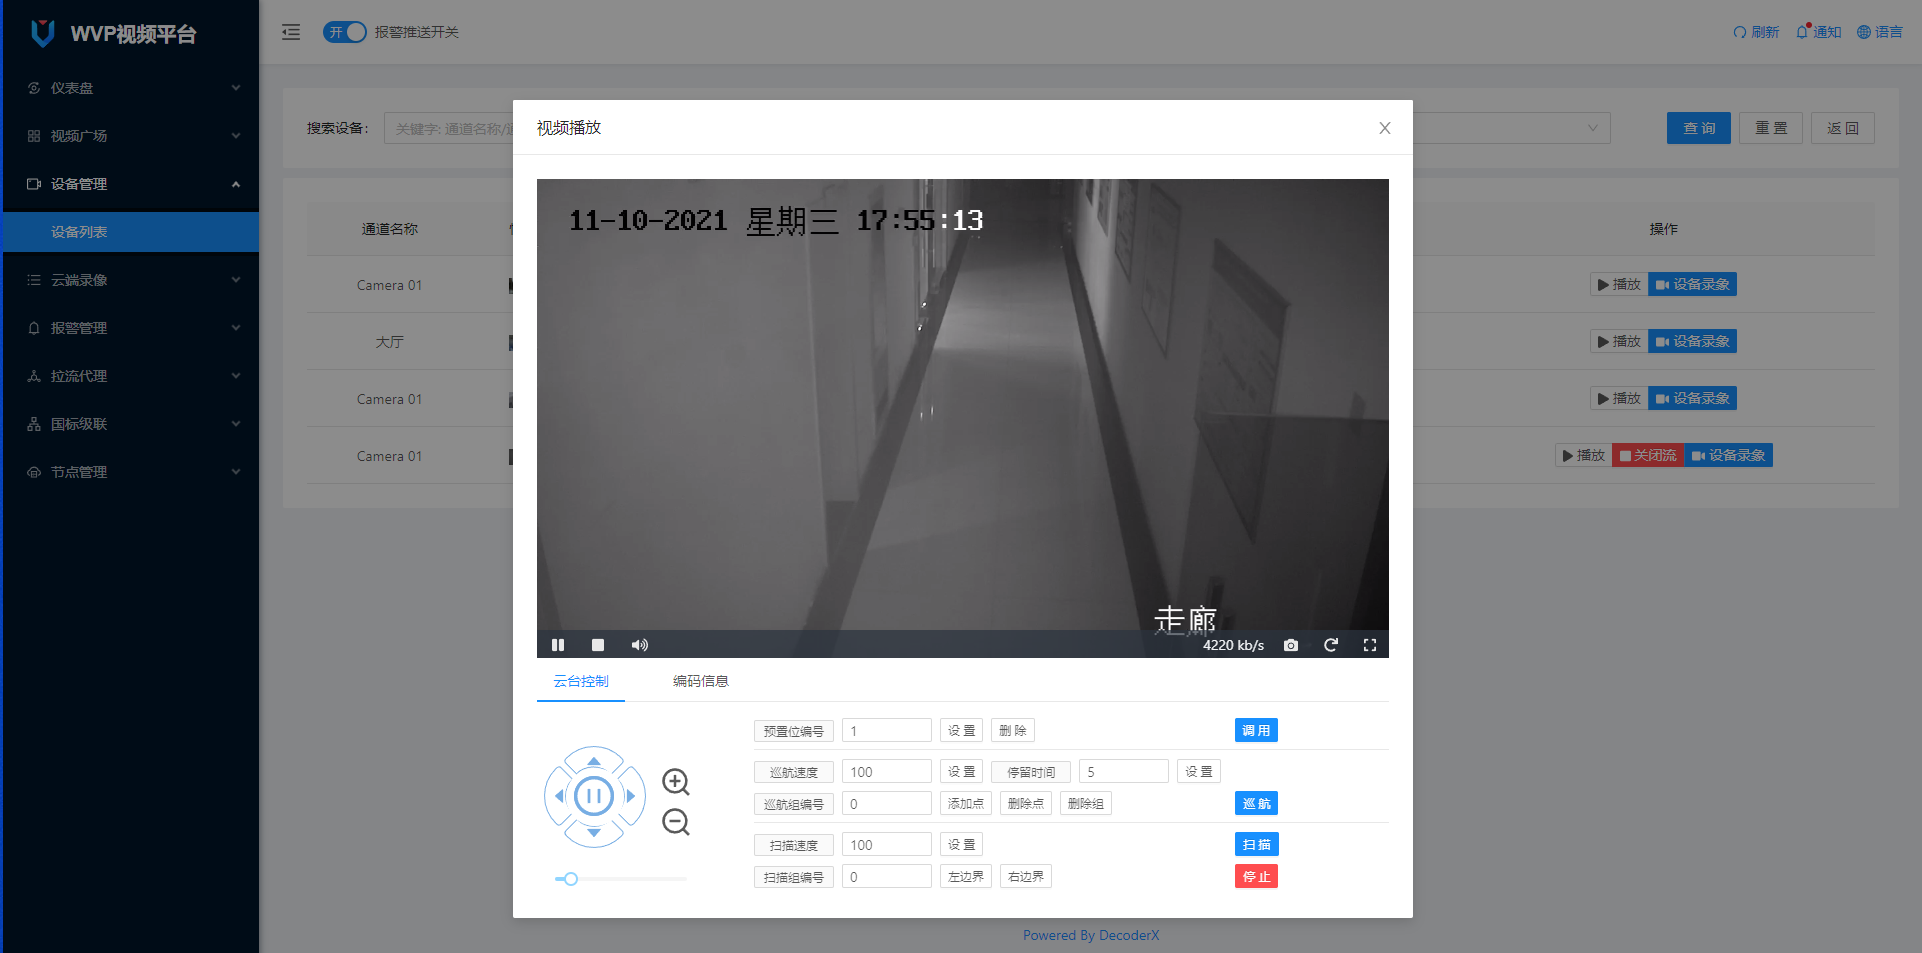 WVP视频平台
开 报警推送开关
刷新 通知 语言
仪表盘
视频广场
设备管理
设备列表
云端录像
报警管理
拉流代理
国标级联
节点管理
搜索设备:
关键字: 通道名称/
查 询 重 置 返 回
通道名称
操作
Camera 01
播放 设备录象
大厅
播放 设备录象
Camera 01
播放 设备录象
Camera 01
播放 关闭流 设备录象
视频播放
11-10-2021 星期三 17:55:13
走廊
4220 kb/s
云台控制 编码信息
预置位编号 1 设 置 删 除 调 用
巡航速度 100 设 置 停留时间 5 设 置
巡航组编号 0 添加点 删除点 删除组 巡 航
扫描速度 100 设 置 扫 描
扫描组编号 0 左边界 右边界 停 止
Powered By DecoderX